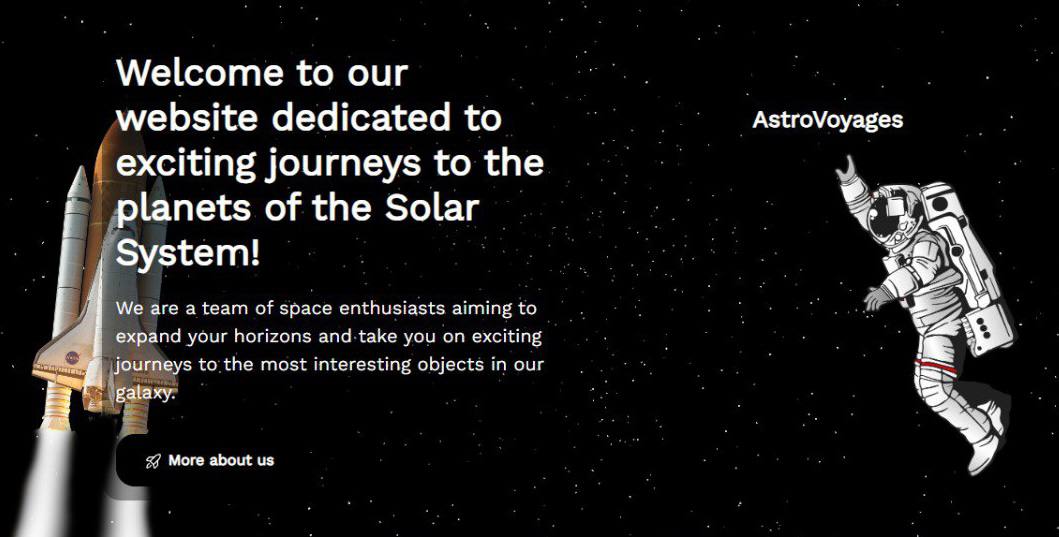 Welcome to our
website dedicated to
exciting journeys to the
planets of the Solar
System!
We are a team of space enthusiasts aiming to
expand your horizons and take you on exciting
journeys to the most interesting objects in our
galaxy.
More about us
AstroVoyages